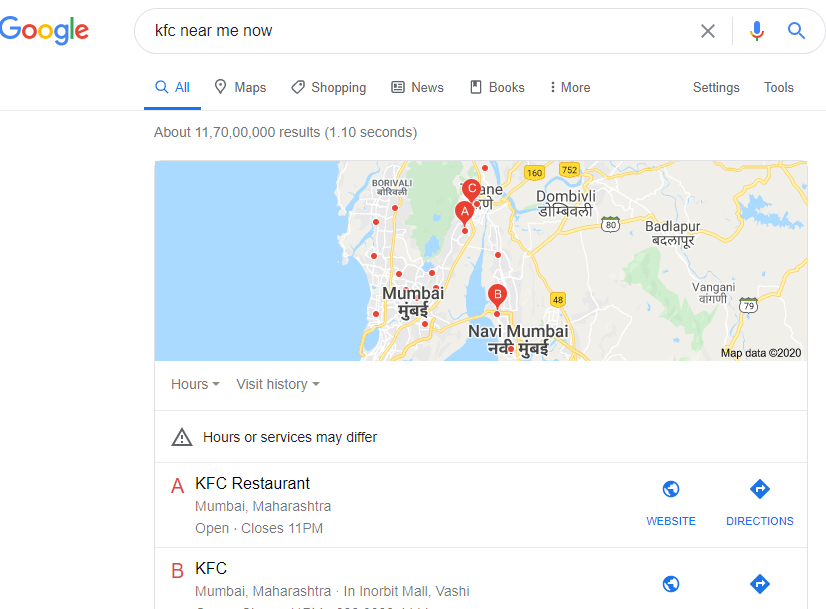 Google
kfc near me now
All Maps Shopping News Books More Settings Tools
About 11,70,00,000 results (1.10 seconds)
160 752
BORIVALI
बोरिवली
C
A
Dombivli
डोम्बिवली
80
Badlapur
बदलापूर
Vangani
वांगणी
79
B
48
Mumbai
मुंबई
Navi Mumbai
नवी मुंबई
Map data ©2020
Hours Visit history
Hours or services may differ
A KFC Restaurant
Mumbai, Maharashtra
Open · Closes 11PM
WEBSITE DIRECTIONS
B KFC
Mumbai, Maharashtra · In Inorbit Mall, Vashi